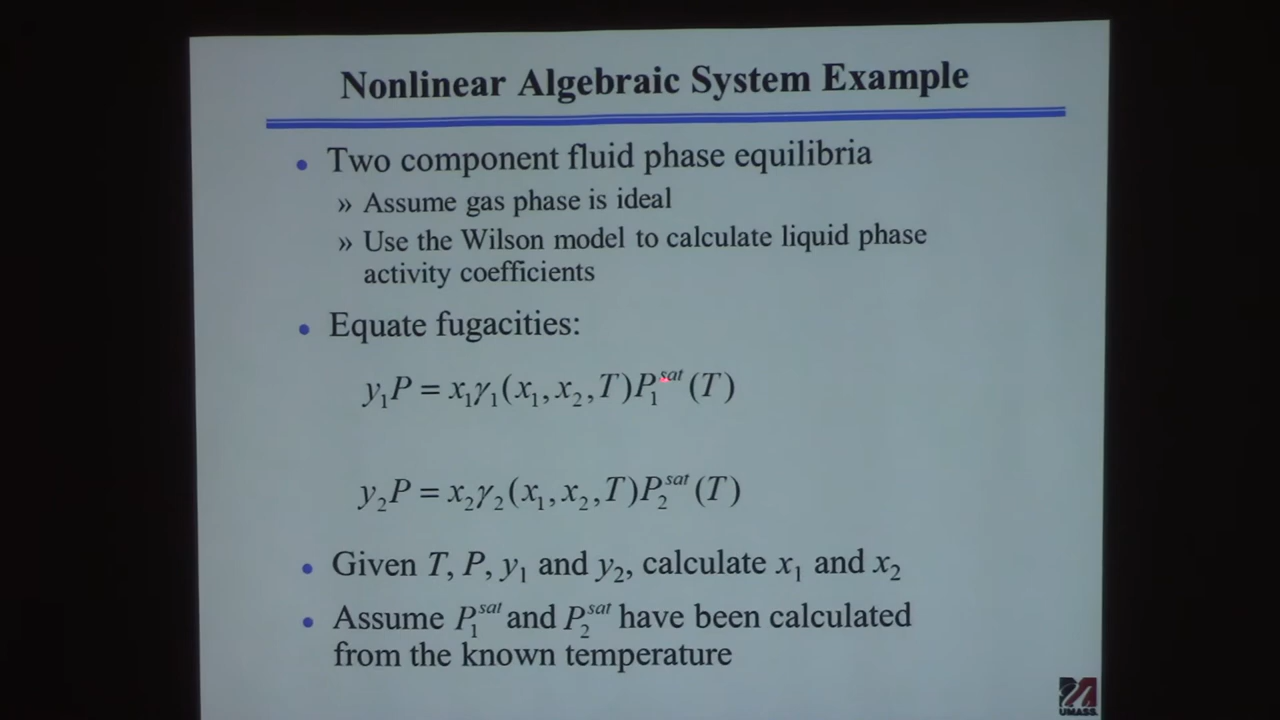 Nonlinear Algebraic System Example
• Two component fluid phase equilibria
» Assume gas phase is ideal
» Use the Wilson model to calculate liquid phase
activity coefficients
• Equate fugacities:
y₁P = x₁γ₁(x₁, x₂, T)P₁ˢᵃᵗ(T)
y₂P = x₂γ₂(x₁, x₂, T)P₂ˢᵃᵗ(T)
• Given T, P, y₁ and y₂, calculate x₁ and x₂
• Assume P₁ˢᵃᵗ and P₂ˢᵃᵗ have been calculated
from the known temperature
UMASS